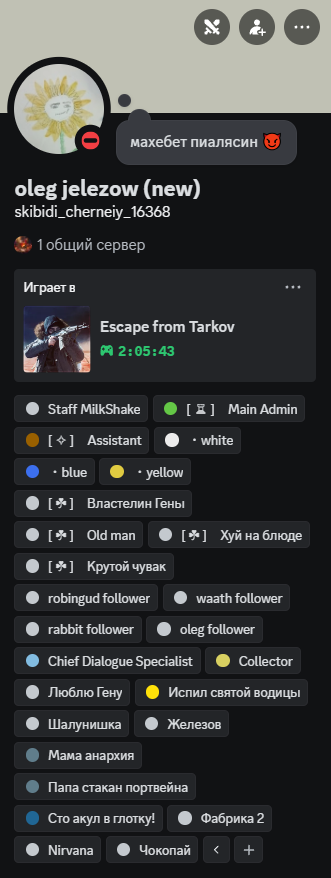 махебет пиалясин 😈
oleg jelezow (new)
skibidi_cherneiy_16368
1 общий сервер
Играет в
Escape from Tarkov
2:05:43
Staff MilkShake [ ⌛ ] Main Admin
[ ✧ ] Assistant • white
• blue • yellow
[ ☘ ] Властелин Гены
[ ☘ ] Old man [ ☘ ] Хуй на блюде
[ ☘ ] Крутой чувак
robingud follower waath follower
rabbit follower oleg follower
Chief Dialogue Specialist Collector
Люблю Гену Испил святой водицы
Шалунишка Железов
Мама анархия
Папа стакан портвейна
Сто акул в глотку! Фабрика 2
Nirvana Чокопай < +